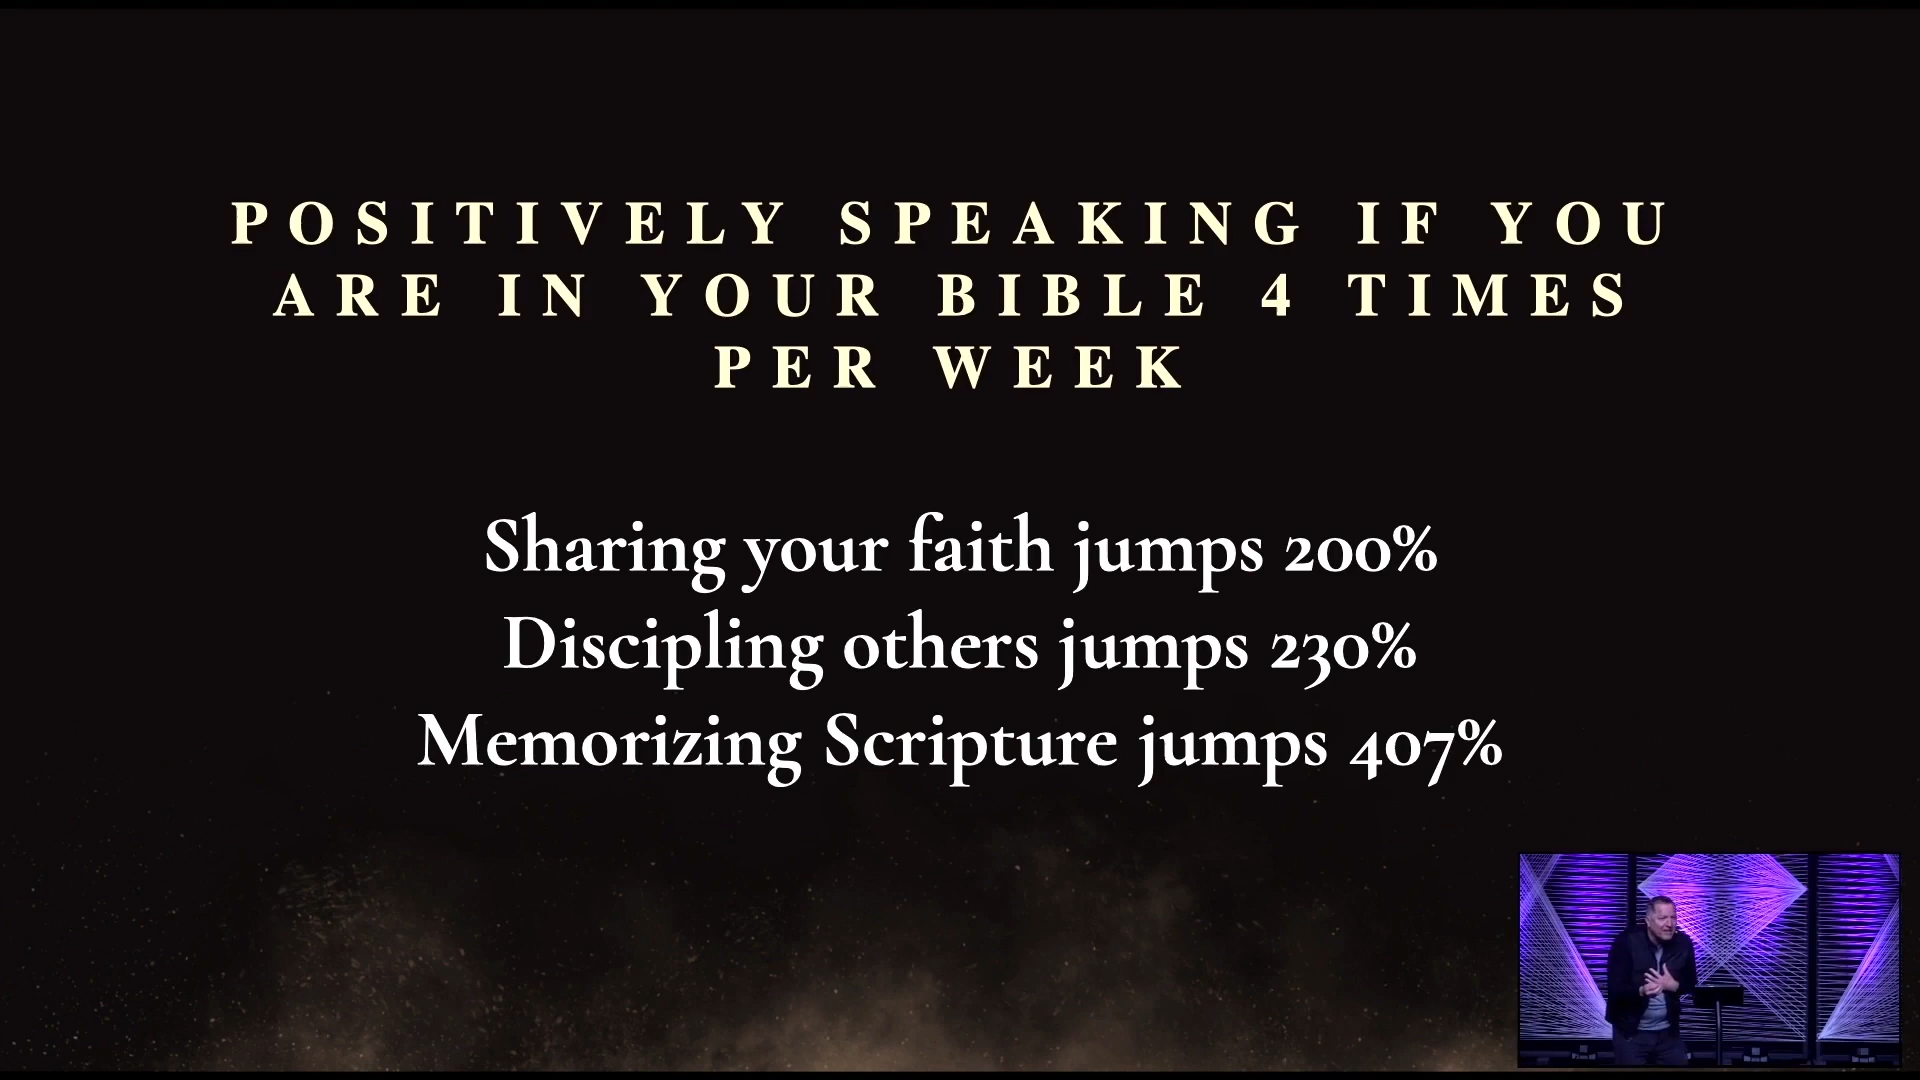 POSITIVELY SPEAKING IF YOU
ARE IN YOUR BIBLE 4 TIMES
PER WEEK
Sharing your faith jumps 200%
Discipling others jumps 230%
Memorizing Scripture jumps 407%